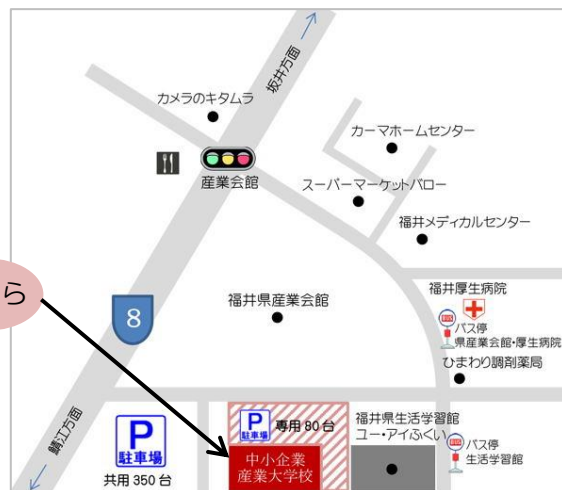 坂井方面
カメラのキタムラ
カーマホームセンター
産業会館
スーパーマーケットバロー
福井メディカルセンター
ら
8
福井県産業会館
福井厚生病院
バス停
県産業会館・厚生病院
ひまわり調剤薬局
鯖江方面
P
駐車場
共用 350 台
P
駐車場
専用 80 台
中小企業
産業大学校
福井県生活学習館
ユー・アイふくい
バス停
生活学習館